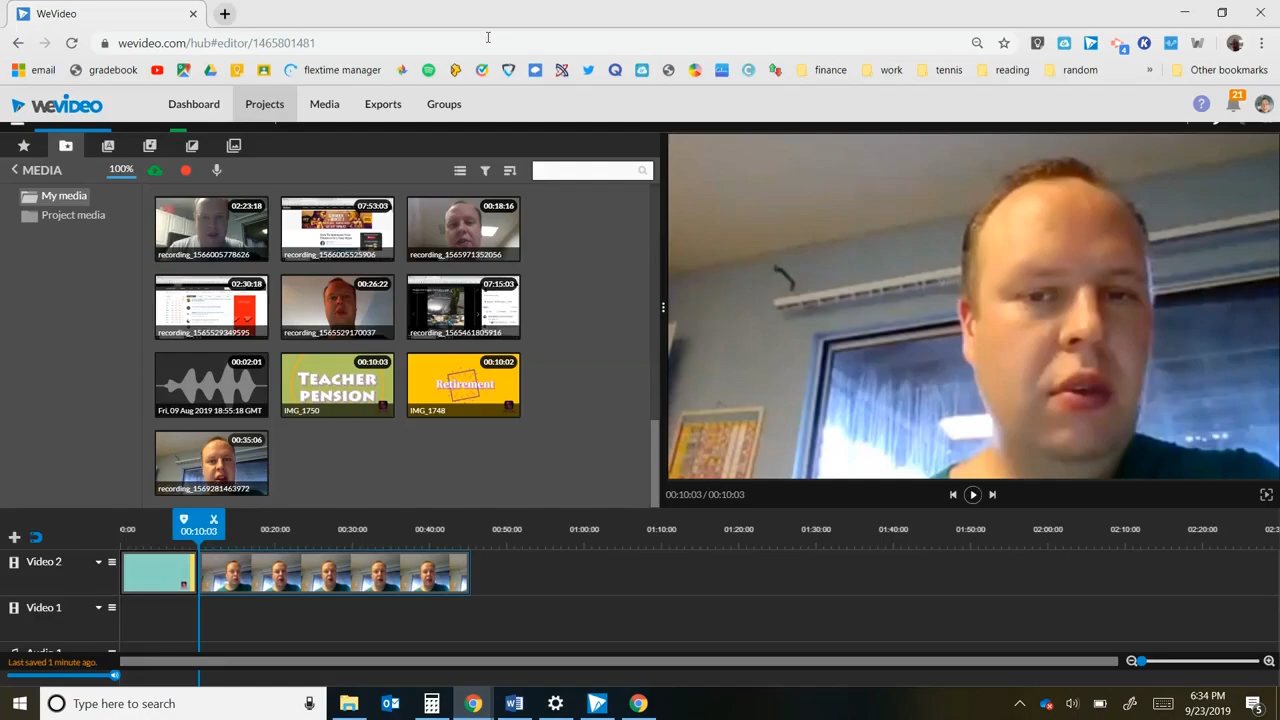 WeVideo
wevideo.com/hub#editor/1465801481
4
email
gradebook
flextime manager
finance
work
tennis
reading
random
»
Other bookmarks
WEVIDEO
Dashboard
Projects
Media
Exports
Groups
?
21
MEDIA
100%
My media
Project media
02:23:18
recording_1566005778626
07:53:03
recording_1566005525906
00:18:16
recording_1565971352056
02:30:18
recording_1565529349595
00:26:22
recording_1565529170037
07:15:03
recording_1565461805916
00:02:01
Fri, 09 Aug 2019 18:55:18 GMT
00:10:03
TEACHER
PENSION
IMG_1750
00:10:02
Retirement
IMG_1748
00:35:06
recording_1569281463972
00:10:03 / 00:10:03
0:00
00:10:03
00:20:00
00:30:00
00:40:00
00:50:00
01:00:00
01:10:00
01:20:00
01:30:00
01:40:00
01:50:00
02:00:00
02:10:00
02:20:00
Video 2
Video 1
Last saved 1 minute ago.
Type here to search
6:34 PM
9/23/2019
5